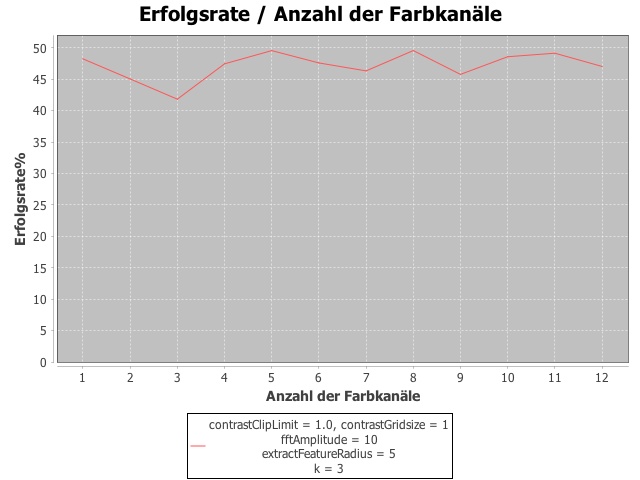 Erfolgsrate / Anzahl der Farbkanäle
Erfolgsrate%
50
45
40
35
30
25
20
15
10
5
0
1 2 3 4 5 6 7 8 9 10 11 12
Anzahl der Farbkanäle
contrastClipLimit = 1.0, contrastGridsize = 1
fftAmplitude = 10
extractFeatureRadius = 5
k = 3